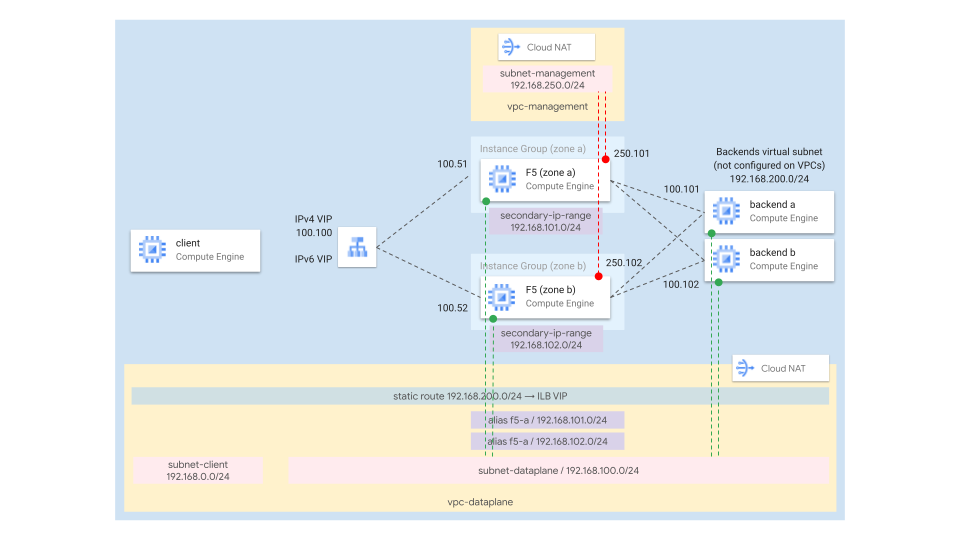 Cloud NAT
subnet-management
192.168.250.0/24
vpc-management
Instance Group (zone a)
250.101
F5 (zone a)
Compute Engine
secondary-ip-range
192.168.101.0/24
100.51
Backends virtual subnet
(not configured on VPCs)
192.168.200.0/24
100.101
backend a
Compute Engine
IPv4 VIP
100.100
IPv6 VIP
client
Compute Engine
backend b
Compute Engine
100.102
Instance Group (zone b)
250.102
F5 (zone b)
Compute Engine
100.52
secondary-ip-range
192.168.102.0/24
Cloud NAT
static route 192.168.200.0/24 → ILB VIP
alias f5-a / 192.168.101.0/24
alias f5-a / 192.168.102.0/24
subnet-client
192.168.0.0/24
subnet-dataplane / 192.168.100.0/24
vpc-dataplane